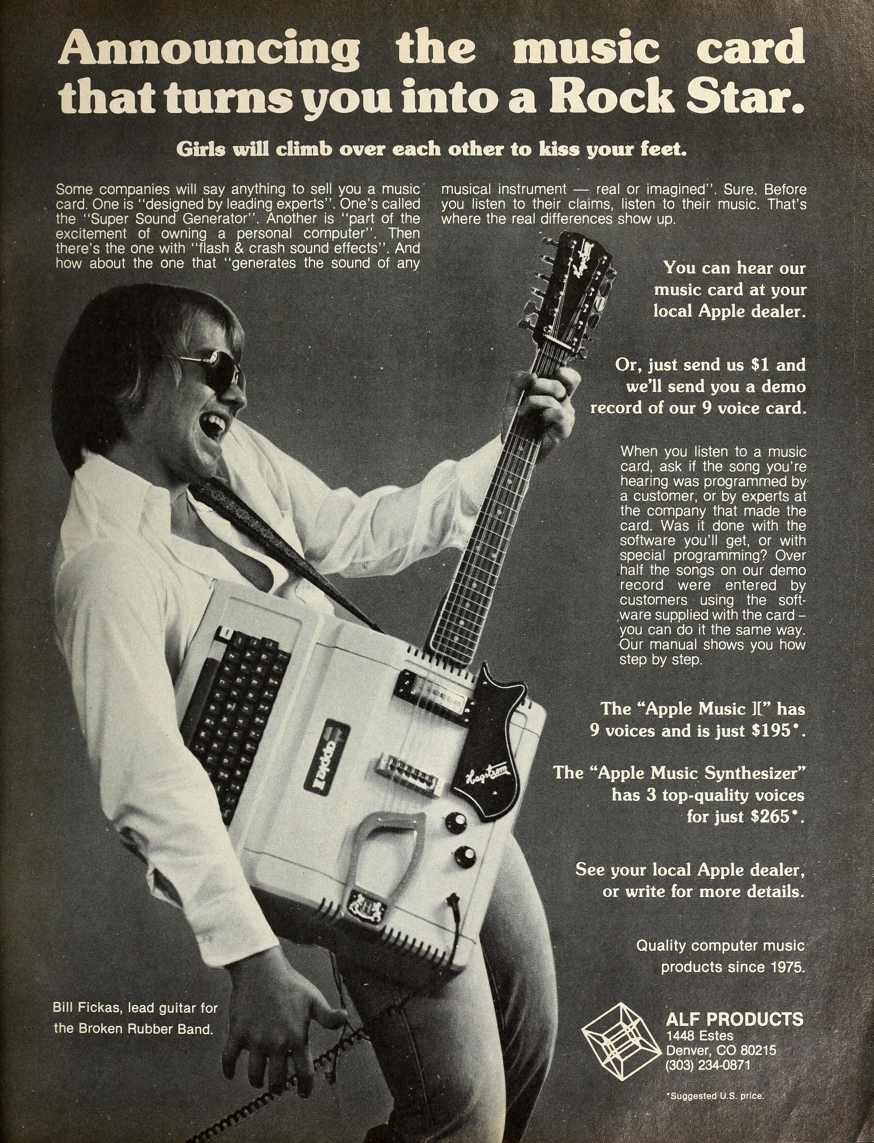 Announcing the music card
that turns you into a Rock Star.
Girls will climb over each other to kiss your feet.
Some companies will say anything to sell you a music
card. One is "designed by leading experts". One's called
the "Super Sound Generator". Another is "part of the
excitement of owning a personal computer". Then
there's the one with "flash & crash sound effects". And
how about the one that "generates the sound of any
musical instrument — real or imagined". Sure. Before
you listen to their claims, listen to their music. That's
where the real differences show up.
Hagstrom
You can hear our
music card at your
local Apple dealer.
Or, just send us $1 and
we'll send you a demo
record of our 9 voice card.
When you listen to a music
card, ask if the song you're
hearing was programmed by
a customer, or by experts at
the company that made the
card. Was it done with the
software you'll get, or with
special programming? Over
half the songs on our demo
record were entered by
customers using the soft-
ware supplied with the card –
you can do it the same way.
Our manual shows you how
step by step.
apple ][
Hagstrom
The "Apple Music ][" has
9 voices and is just $195*.
The "Apple Music Synthesizer"
has 3 top-quality voices
for just $265*.
See your local Apple dealer,
or write for more details.
Quality computer music
products since 1975.
Bill Fickas, lead guitar for
the Broken Rubber Band.
ALF PRODUCTS
1448 Estes
Denver, CO 80215
(303) 234-0871
*Suggested U.S. price.